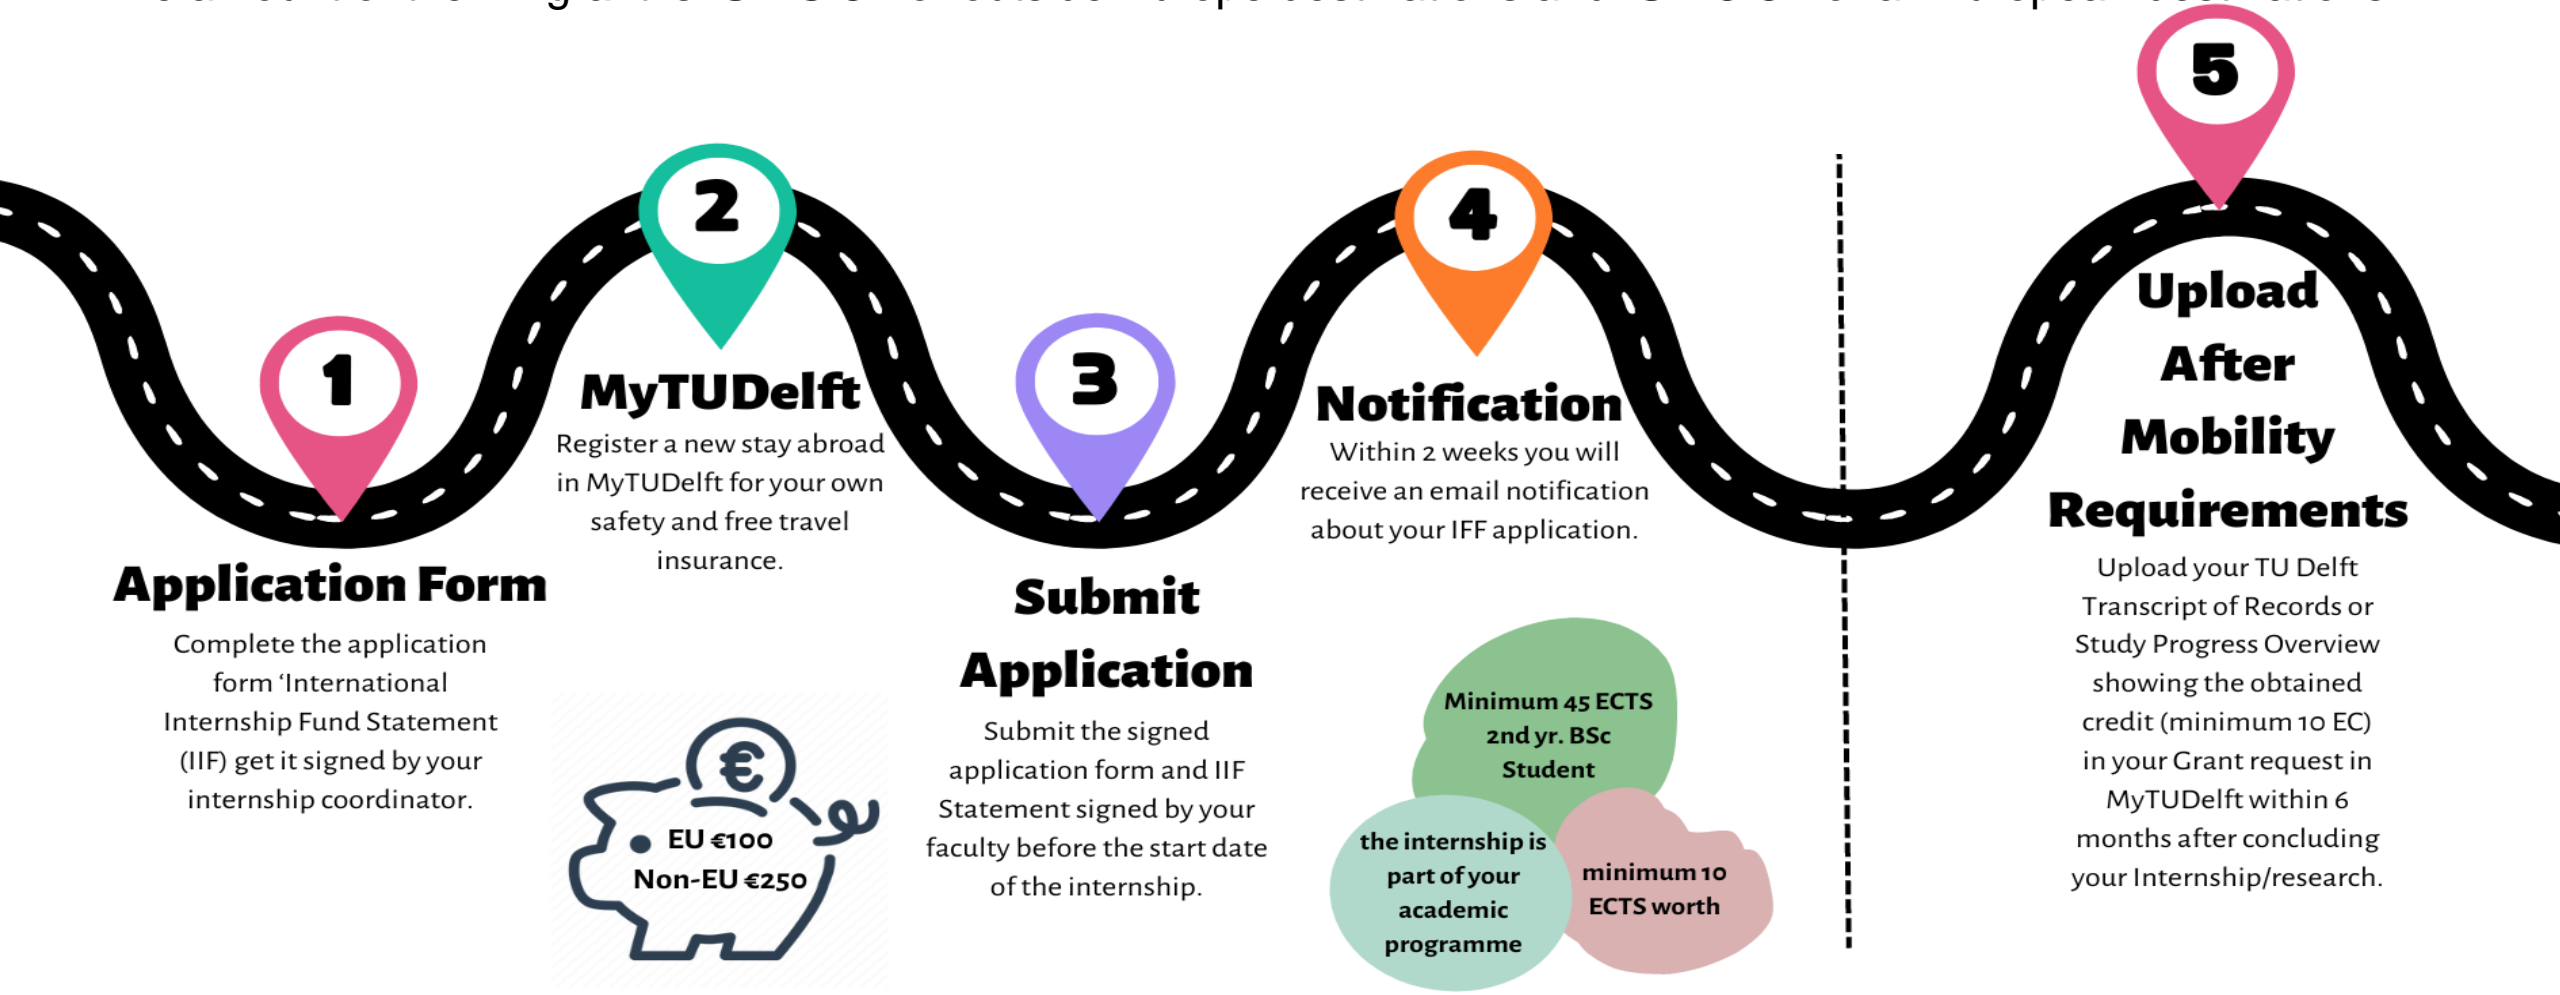 1
Application Form
Complete the application
form ‘International
Internship Fund Statement
(IIF) get it signed by your
internship coordinator.
2
MyTUDelft
Register a new stay abroad
in MyTUDelft for your own
safety and free travel
insurance.
€
EU €100
Non-EU €250
3
Submit
Application
Submit the signed
application form and IIF
Statement signed by your
faculty before the start date
of the internship.
4
Notification
Within 2 weeks you will
receive an email notification
about your IFF application.
Minimum 45 ECTS
2nd yr. BSc
Student
the internship is
part of your
academic
programme
minimum 10
ECTS worth
5
Upload
After
Mobility
Requirements
Upload your TU Delft
Transcript of Records or
Study Progress Overview
showing the obtained
credit (minimum 10 EC)
in your Grant request in
MyTUDelft within 6
months after concluding
your Internship/research.